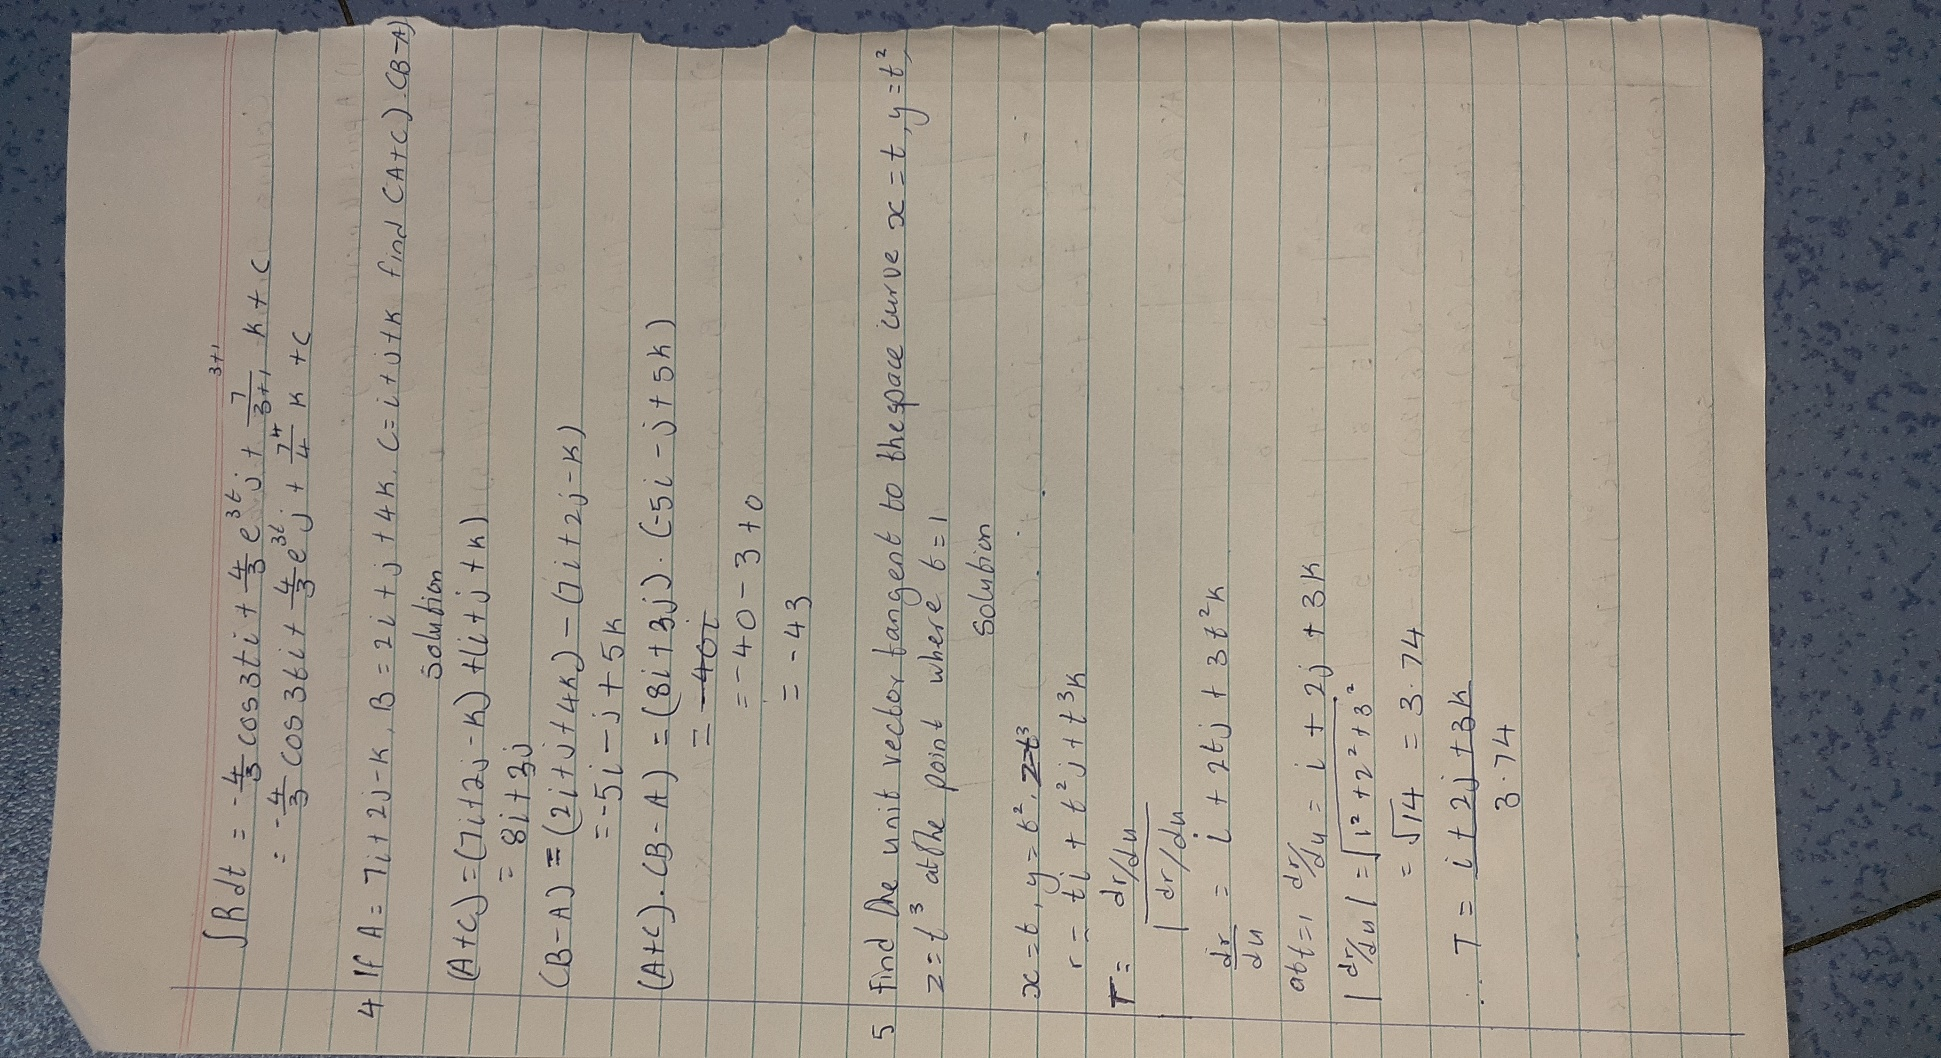 ∫Rdt = -4/3 cos3ti + 4/3 e^3t j + 7/3+1^3+1 k + c
= -4/3 cos 3ti + 4/3 e^3t j + 7^4/4 k + c
4 If A = 7i + 2j - k, B = 2i + j + 4k. C = i + j + k find (A+C).(B-A)
Solution
(A+C) = (7i+2j-k) + (i+j+k)
= 8i + 3j
(B-A) = (2i+j+4k) - (7i+2j-k)
= -5i - j + 5k
(A+C).(B-A) = (8i+3j).(-5i-j+5k)
= -40i
= -40-3+0
= -43
5 find the unit vector tangent to the space curve x=t, y=t²,
z=t³ at the point where t=1
Solution
x=t, y=t², z=t³
r = ti + t²j + t³k
T = dr/du
|dr/du|
dr/du = i + 2tj + 3t²k
at t=1 dr/du = i + 2j + 3k
|dr/du| = √1²+2²+3²
= √14 = 3.74
∴ T = i + 2j + 3k
3.74